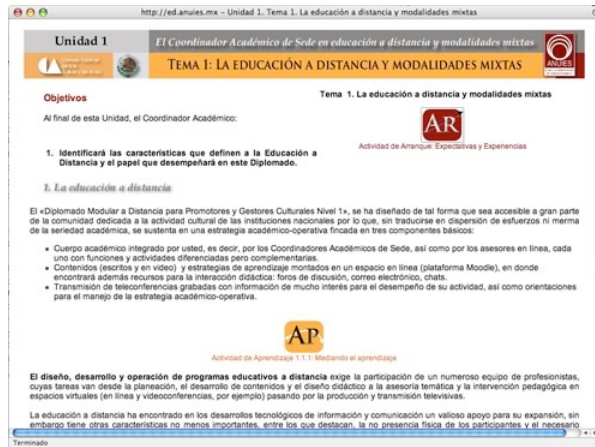 http://ed.anuies.mx – Unidad 1. Tema 1. La educación a distancia y modalidades mixtas
Unidad 1
El Coordinador Académico de Sede en educación a distancia y modalidades mixtas
TEMA 1: LA EDUCACIÓN A DISTANCIA Y MODALIDADES MIXTAS
ANUIES
Objetivos
Al final de esta Unidad, el Coordinador Académico:
1. Identificará las características que definen a la Educación a
Distancia y el papel que desempeñará en este Diplomado.
Tema 1. La educación a distancia y modalidades mixtas
AR
Actividad de Arranque: Expectativas y Experiencias
1. La educación a distancia
El «Diplomado Modular a Distancia para Promotores y Gestores Culturales Nivel 1», se ha diseñado de tal forma que sea accesible a gran parte
de la comunidad dedicada a la actividad cultural de las instituciones nacionales por lo que, sin traducirse en dispersión de esfuerzos ni merma
de la seriedad académica, se sustenta en una estrategia académico-operativa fincada en tres componentes básicos:
Cuerpo académico integrado por usted, es decir, por los Coordinadores Académicos de Sede, así como por los asesores en línea, cada
uno con funciones y actividades diferenciadas pero complementarias.
Contenidos (escritos y en video) y estrategias de aprendizaje montados en un espacio en línea (plataforma Moodle), en donde
encontrará además recursos para la interacción didáctica: foros de discusión, correo electrónico, chats.
Transmisión de teleconferencias grabadas con información de mucho interés para el desempeño de su actividad, así como orientaciones
para el manejo de la estrategia académico-operativa.
AP
Actividad de Aprendizaje 1.1.1: Mediando el aprendizaje
El diseño, desarrollo y operación de programas educativos a distancia exige la participación de un numeroso equipo de profesionistas,
cuyas tareas van desde la planeación, el desarrollo de contenidos y el diseño didáctico a la asesoría temática y la intervención pedagógica en
espacios virtuales (en línea y videoconferencias, por ejemplo) pasando por la producción y transmisión televisivas.
La educación a distancia ha encontrado en los desarrollos tecnológicos de información y comunicación un valioso apoyo para su expansión, sin
embargo tiene otras características no menos importantes, entre los que destacan, la no presencia física de los participantes y el necesario
Terminado